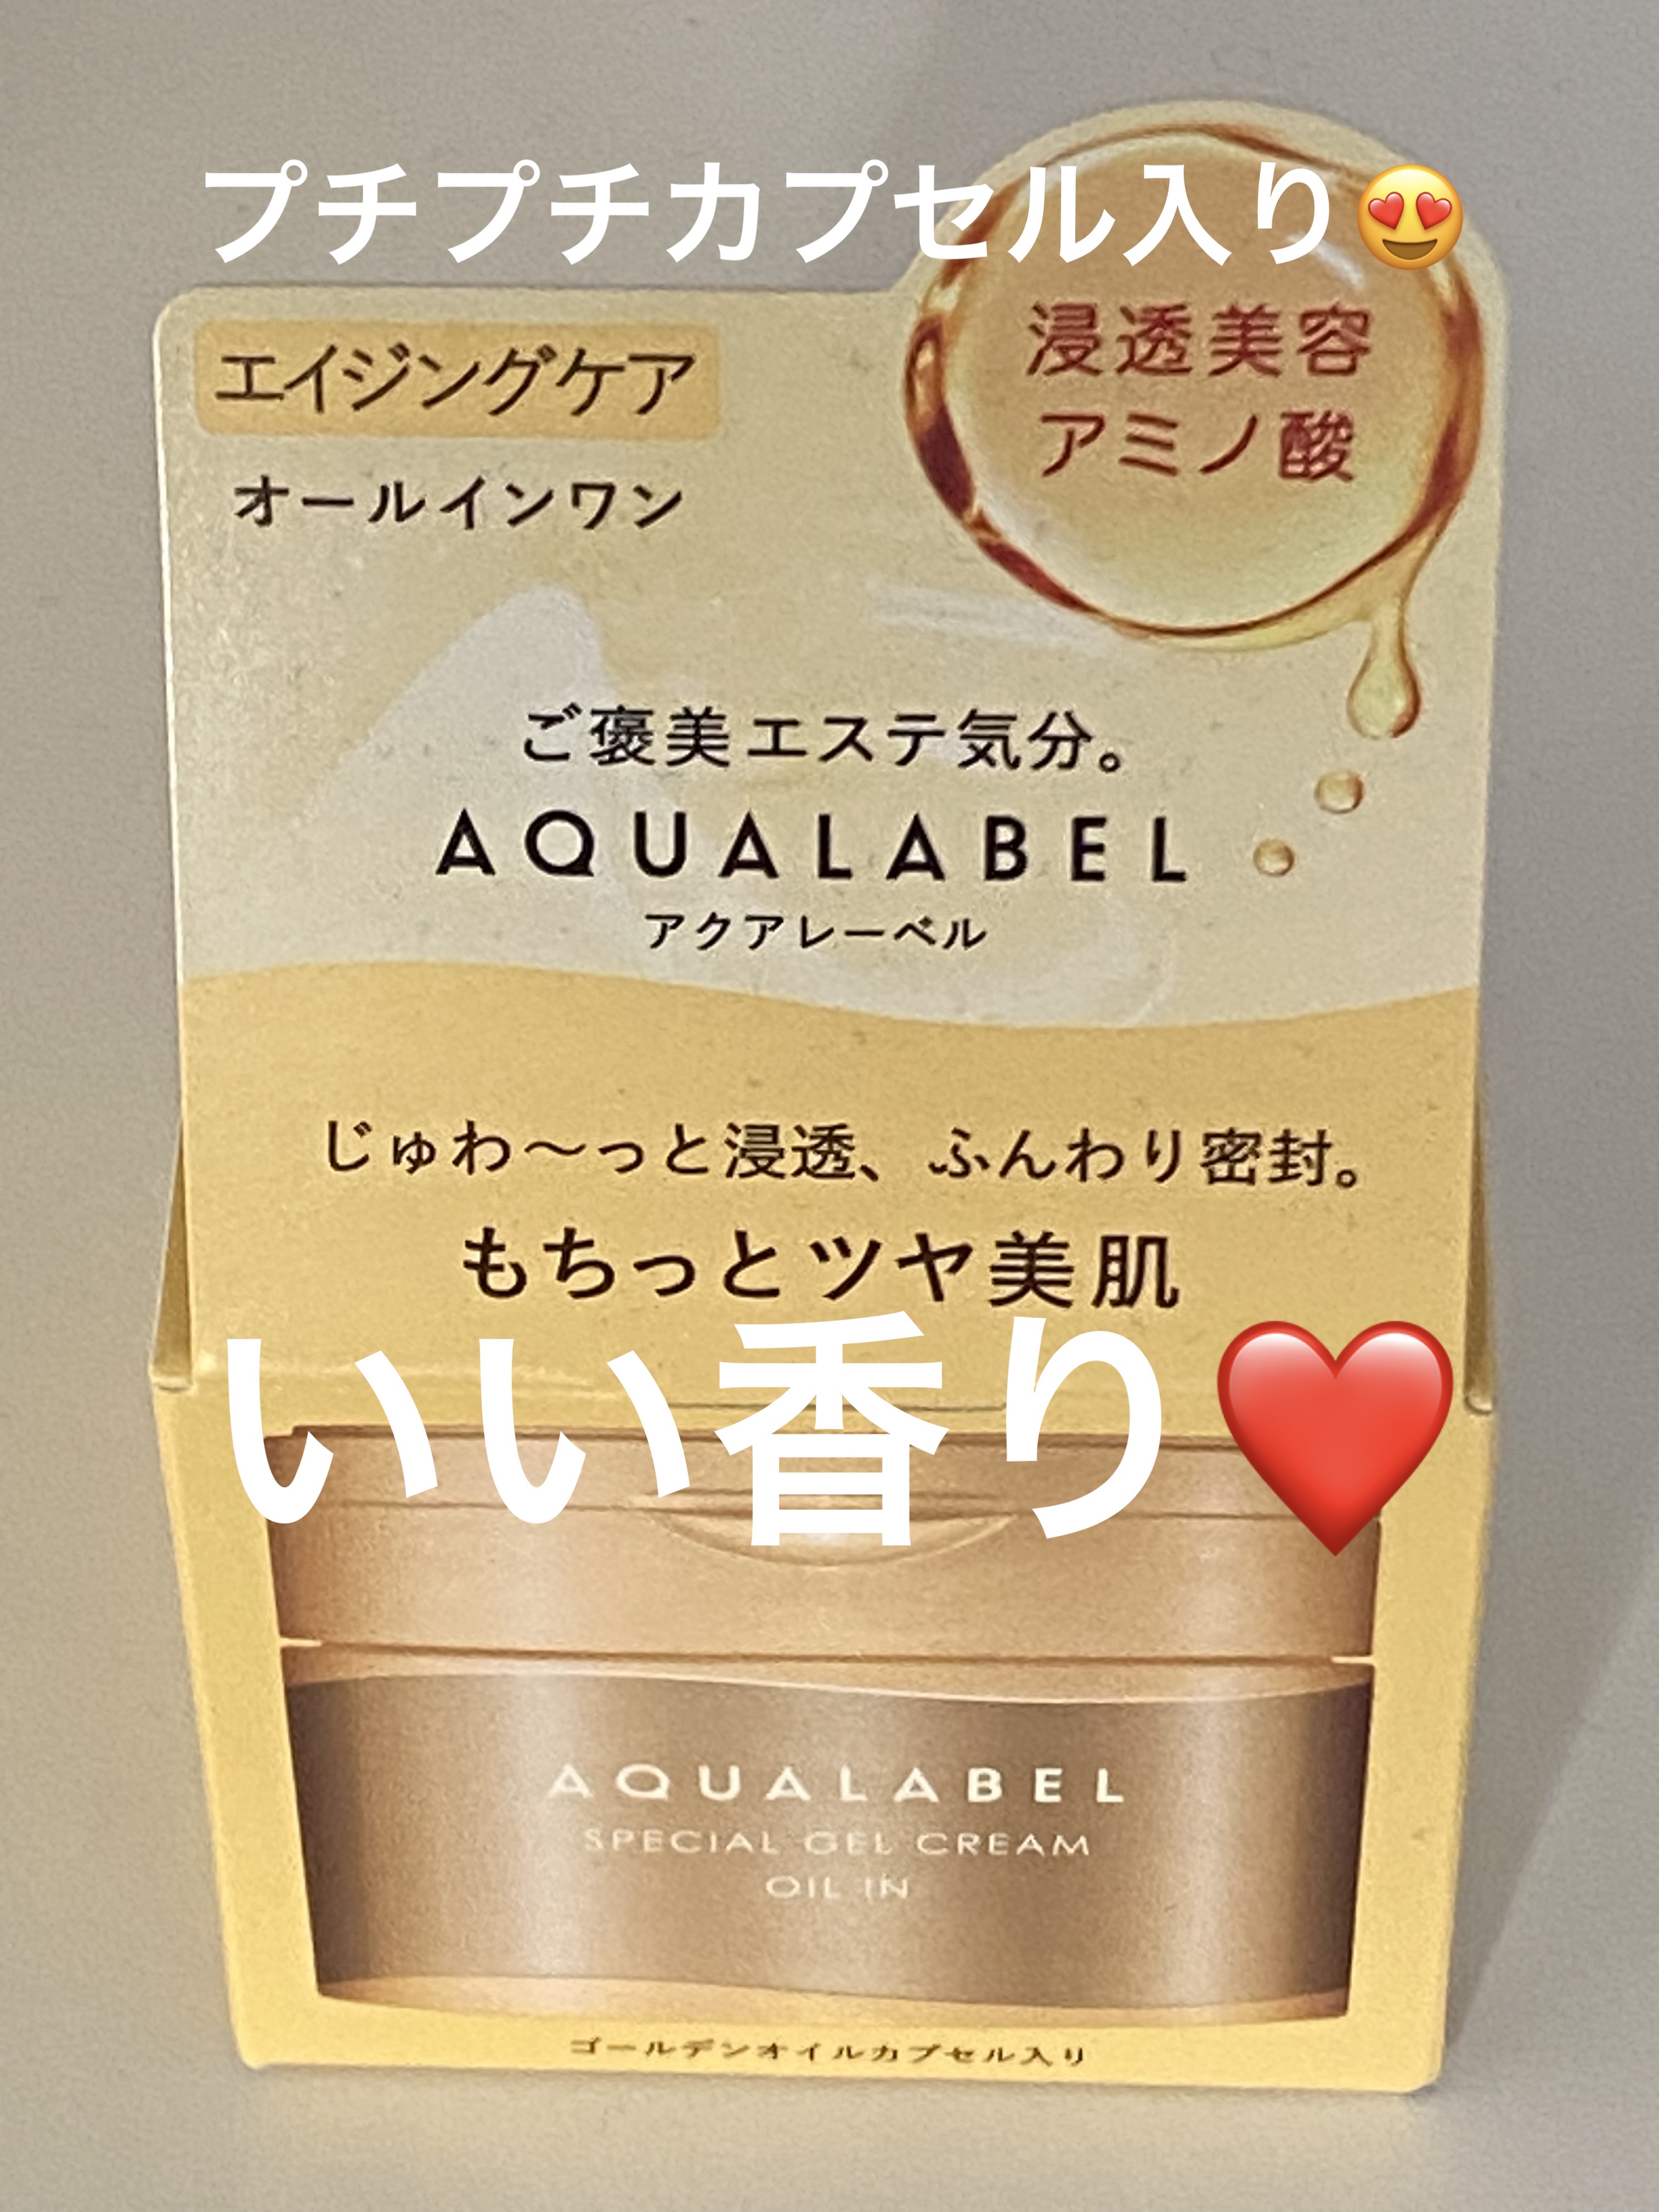 プチプチカプセル入り😍
エイジングケア
オールインワン
浸透美容
アミノ酸
ご褒美エステ気分。
AQUALABEL
アクアレーベル
じゅわ〜っと浸透、ふんわり密封。
もちっとツヤ美肌
いい香り❤️
AQUALABEL
SPECIAL GEL CREAM
OIL IN
ゴールデンオイルカプセル入り